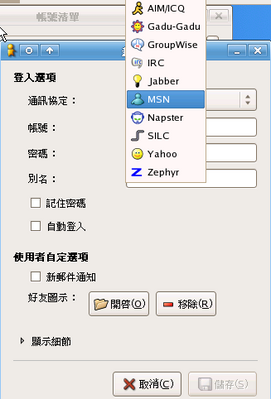 帳號清單
AIM/ICQ
Gadu-Gadu
GroupWise
IRC
Jabber
MSN
Napster
SILC
Yahoo
Zephyr
登入選項
通訊協定：
帳號：
密碼：
別名：
記住密碼
自動登入
使用者自定選項
新郵件通知
好友圖示：
開啓(O)
移除(R)
顯示細節
取消(C)
儲存(S)